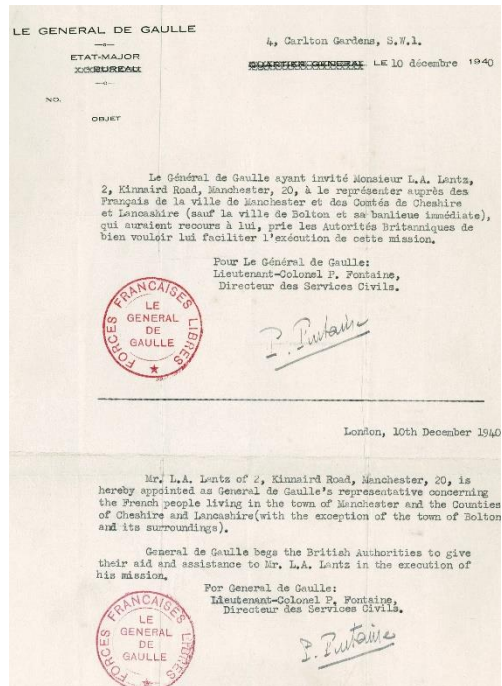 LE GENERAL DE GAULLE
ETAT-MAJOR
BUREAU
NO.
OBJET
4, Carlton Gardens, S.W.1.
QUARTIER GENERAL LE 10 décembre 1940
Le Général de Gaulle ayant invité Monsieur L.A. Lantz,
2, Kinnaird Road, Manchester, 20, à le représenter auprès des
Français de la ville de Manchester et des Comtés de Cheshire
et Lancashire (sauf la ville de Bolton et sa banlieue immédiate),
qui auraient recours à lui, prie les Autorités Britanniques de
bien vouloir lui faciliter l'exécution de cette mission.
Pour Le Général de Gaulle:
Lieutenant-Colonel P. Fontaine,
Directeur des Services Civils.
FORCES FRANCAISES LIBRES
LE
GENERAL
DE
GAULLE
P. Fontaine
London, 10th December 1940
Mr. L.A. Lantz of 2, Kinnaird Road, Manchester, 20, is
hereby appointed as General de Gaulle's representative concerning
the French people living in the town of Manchester and the Counties
of Cheshire and Lancashire(with the exception of the town of Bolton
and its surroundings).
General de Gaulle begs the British Authorities to give
their aid and assistance to Mr. L.A. Lantz in the execution of
his mission.
For General de Gaulle:
Lieutenant-Colonel P. Fontaine,
Directeur des Services Civils.
FORCES FRANCAISES LIBRES
LE
GENERAL
DE
GAULLE
P. Fontaine